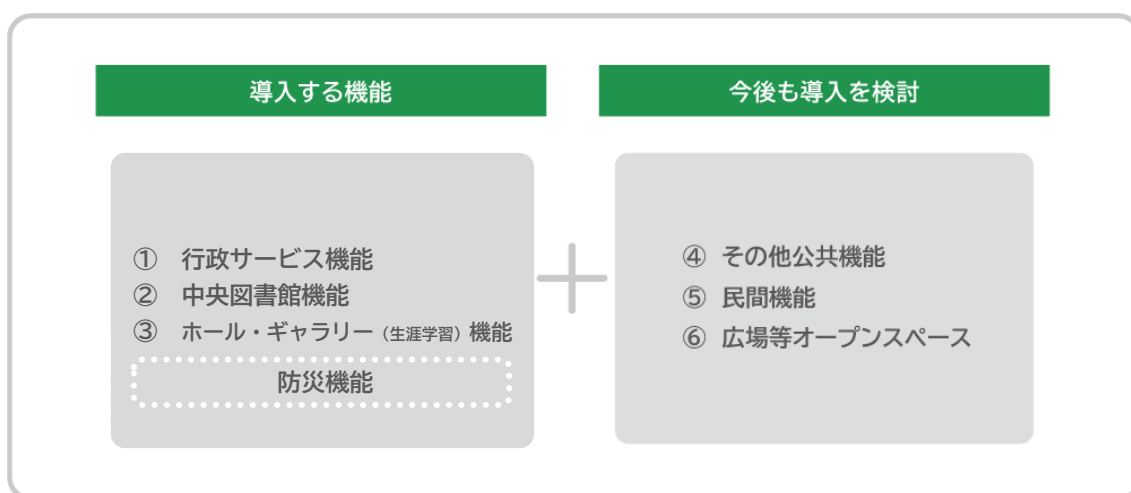 導入する機能
① 行政サービス機能
② 中央図書館機能
③ ホール・ギャラリー（生涯学習）機能
防災機能
今後も導入を検討
④ その他公共機能
⑤ 民間機能
⑥ 広場等オープンスペース